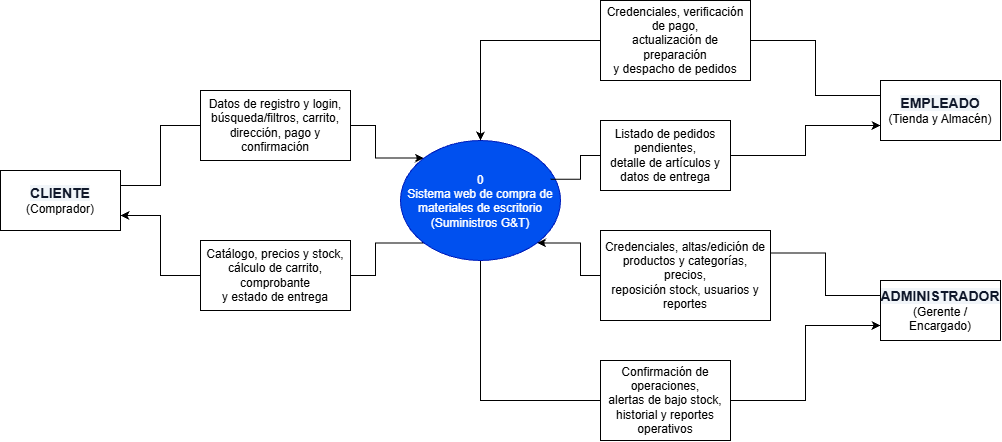 Credenciales, verificación
de pago,
actualización de
preparación
y despacho de pedidos
EMPLEADO
(Tienda y Almacén)
Datos de registro y login,
búsqueda/filtros, carrito,
dirección, pago y
confirmación
Listado de pedidos
pendientes,
detalle de artículos y
datos de entrega
CLIENTE
(Comprador)
0
Sistema web de compra de
materiales de escritorio
(Suministros G&T)
Catálogo, precios y stock,
cálculo de carrito,
comprobante
y estado de entrega
Credenciales, altas/edición de
productos y categorías,
precios,
reposición stock, usuarios y
reportes
ADMINISTRADOR
(Gerente /
Encargado)
Confirmación de
operaciones,
alertas de bajo stock,
historial y reportes
operativos